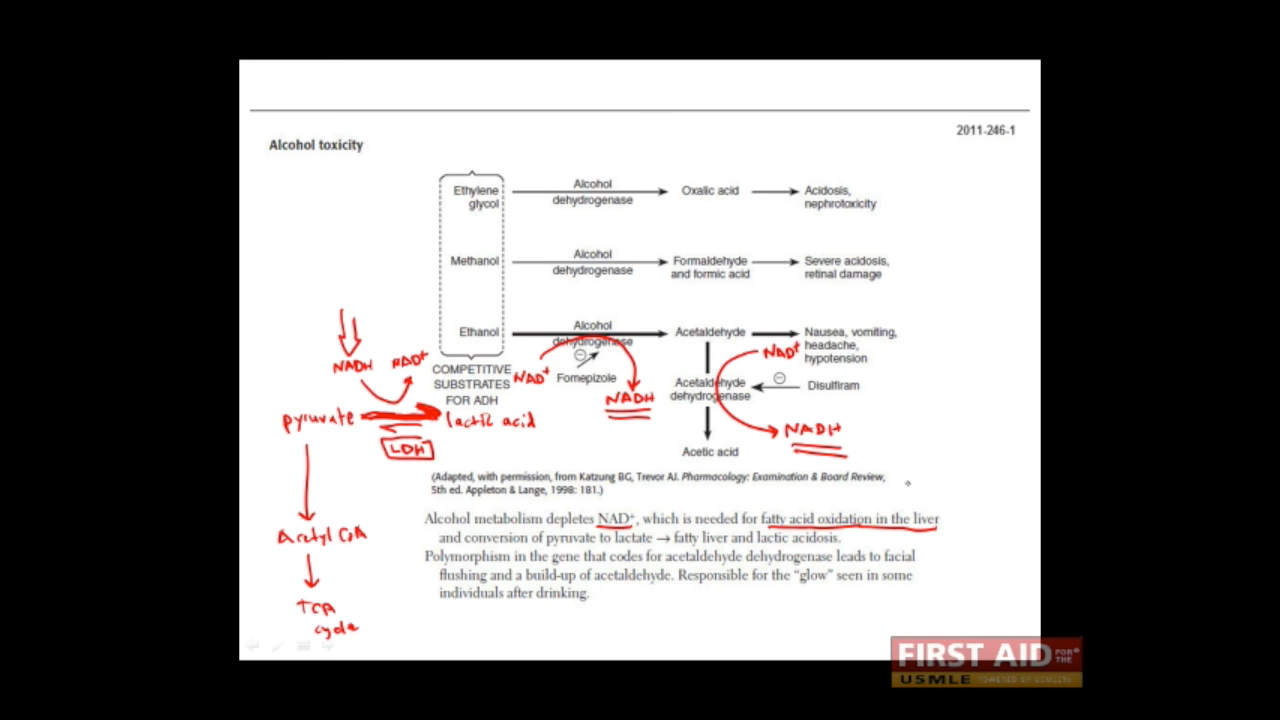 2011-246-1
Alcohol toxicity
Ethylene
glycol
Alcohol
dehydrogenase
Oxalic acid
Acidosis,
nephrotoxicity
Methanol
Alcohol
dehydrogenase
Formaldehyde
and formic acid
Severe acidosis,
retinal damage
Ethanol
Alcohol
dehydrogenase
Acetaldehyde
Nausea, vomiting,
headache,
hypotension
NADH
NAD+
COMPETITIVE
SUBSTRATES
FOR ADH
NAD+
Fomepizole
NADH
NAD+
Acetaldehyde
dehydrogenase
Disulfiram
NADH
pyruvate
lactic acid
LDH
Acetic acid
(Adapted, with permission, from Katzung BG, Trevor AJ. Pharmacology: Examination & Board Review,
5th ed. Appleton & Lange, 1998: 181.)
Alcohol metabolism depletes NAD+, which is needed for fatty acid oxidation in the liver
and conversion of pyruvate to lactate → fatty liver and lactic acidosis.
Polymorphism in the gene that codes for acetaldehyde dehydrogenase leads to facial
flushing and a build-up of acetaldehyde. Responsible for the "glow" seen in some
individuals after drinking.
Acetyl CoA
TCA
cycle
FIRST AID FOR THE
USMLE POWERED BY USMLERX